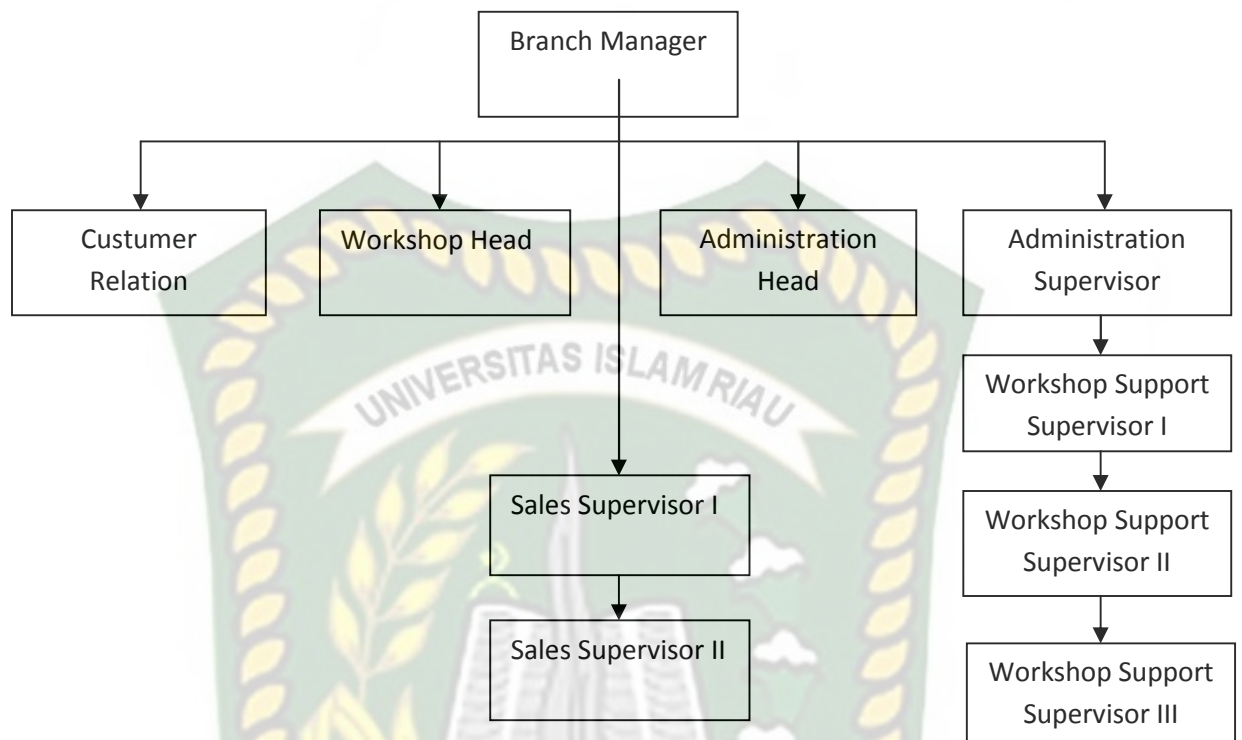 Branch Manager
Custumer
Relation
Workshop Head
Administration
Head
Administration
Supervisor
UNIVERSITAS ISLAM RIAU
Workshop Support
Supervisor I
Sales Supervisor I
Workshop Support
Supervisor II
Sales Supervisor II
Workshop Support
Supervisor III